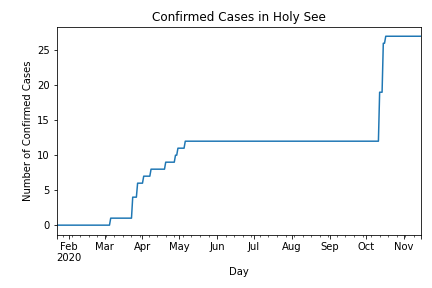 Confirmed Cases in Holy See
Number of Confirmed Cases
25
20
15
10
5
0
Feb Mar Apr May Jun Jul Aug Sep Oct Nov
2020
Day